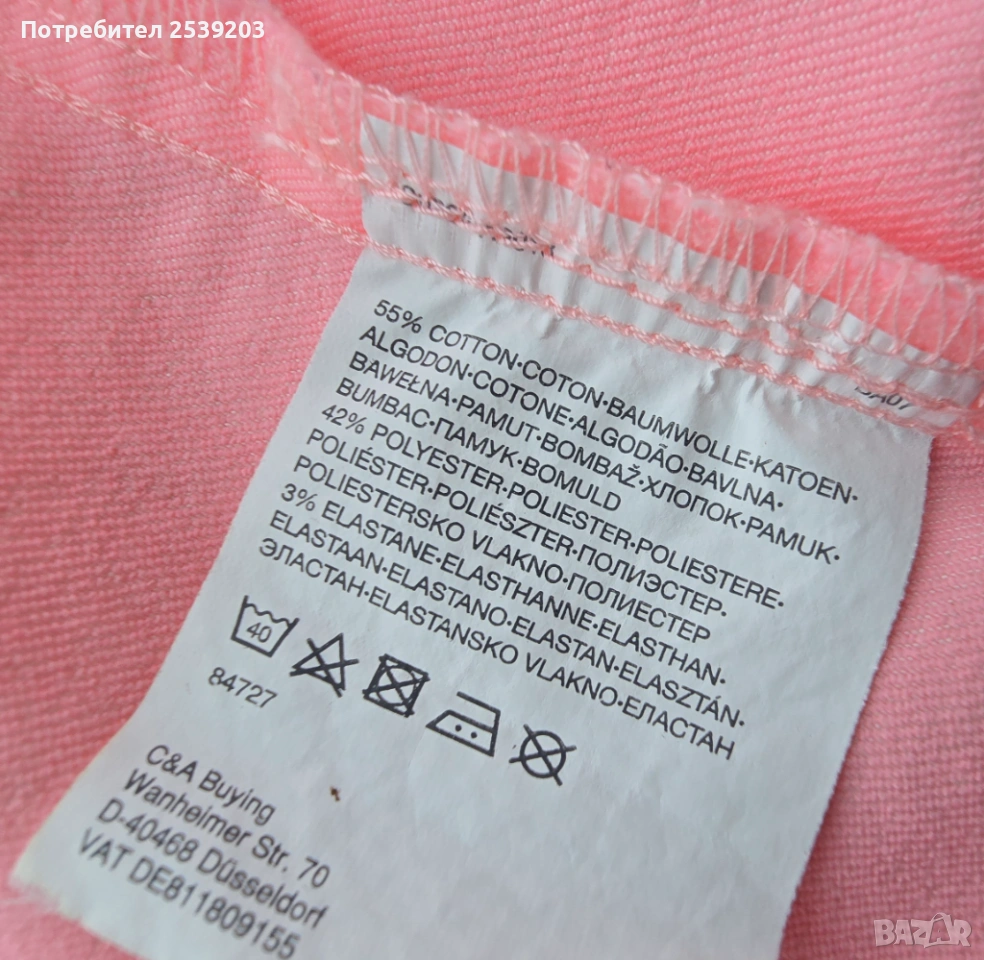 Потребител 2539203
55% COTTON·COTON·BAUMWOLLE·KATOEN·
ALGODON·COTONE·ALGODÃO·BAVLNA·
BAWEŁNA·PAMUT·BOMBAŽ·ХЛОПОК·PAMUK·
BUMBAC·ПАМУК·BOMULD
42% POLYESTER·POLIESTER·POLIESTERE·
POLIÉSTER·POLIÉSZTER·ПОЛИЭСТЕР·
POLIESTERSKO VLAKNO·ПОЛИЕСТЕР
3% ELASTANE·ELASTHANNE·ELASTHAN·
ELASTAAN·ELASTANO·ELASTAN·ELASZTÁN·
ЭЛАСТАН·ELASTANSKO VLAKNO·ЕЛАСТАН
40
84727
C&A Buying
Wanheimer Str. 70
D-40468 Düsseldorf
VAT DE811809155
BAZAR